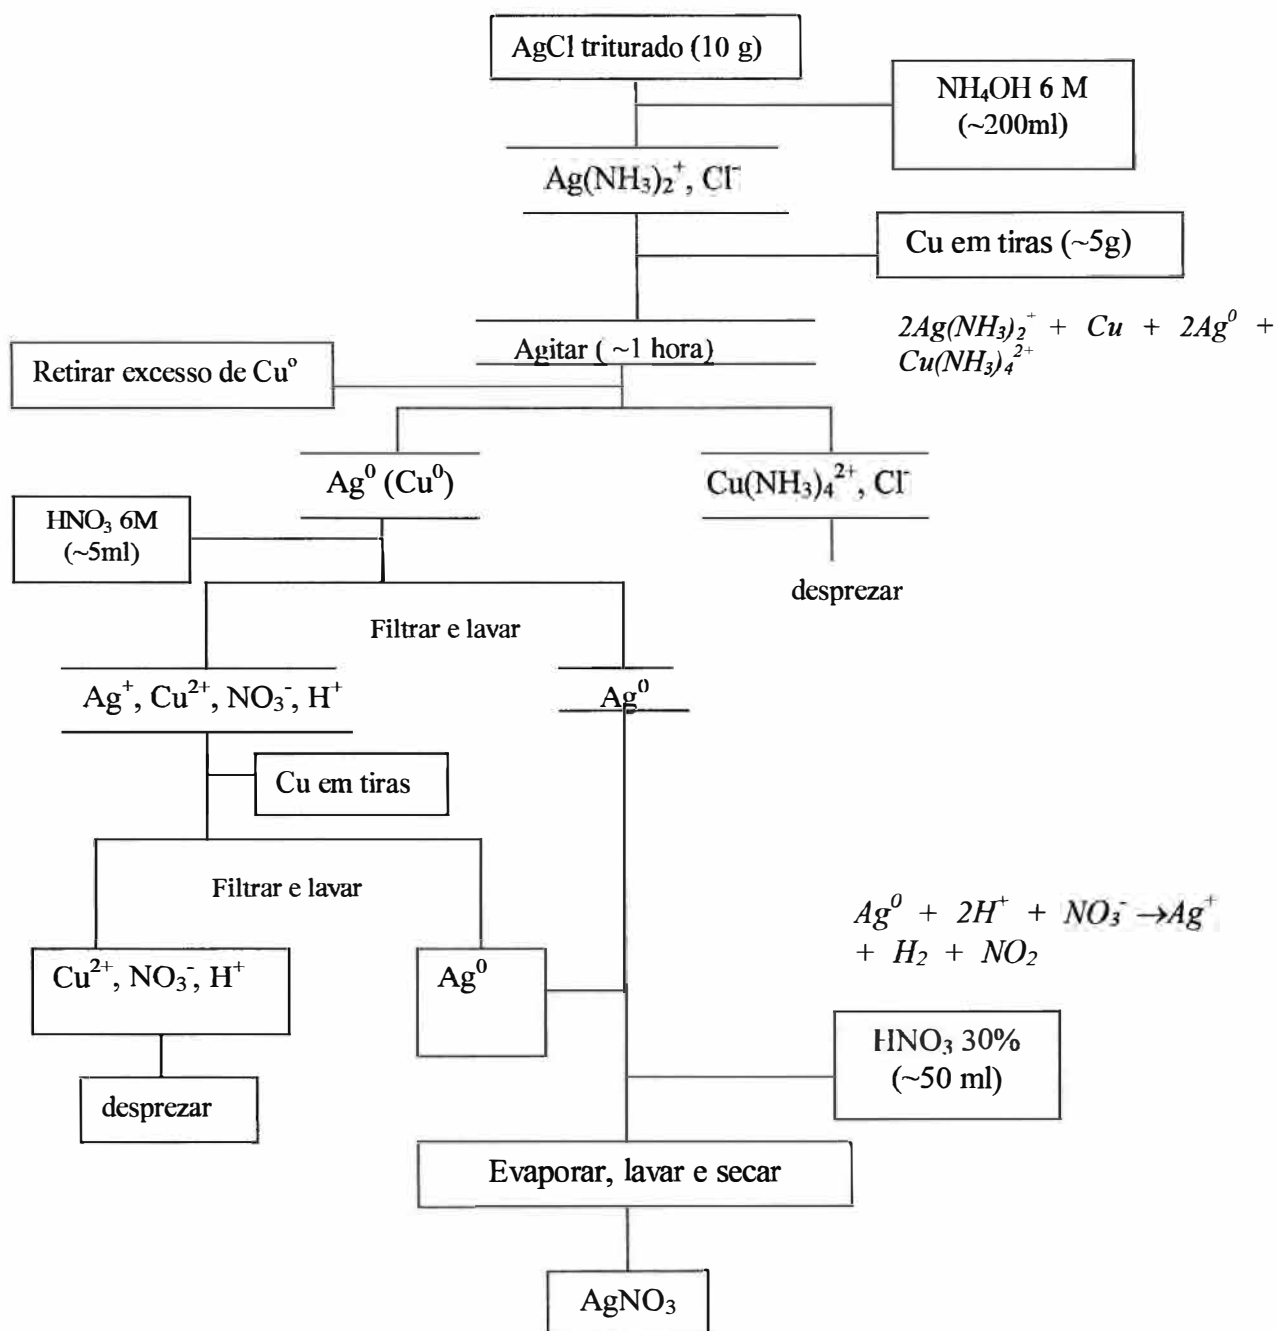 AgCl triturado (10 g)
NH₄OH 6 M
(~200ml)
Ag(NH₃)₂⁺, Cl⁻
Cu em tiras (~5g)
2Ag(NH₃)₂⁺ + Cu + 2Ag⁰ +
Cu(NH₃)₄²⁺
Agitar ( ~1 hora)
Retirar excesso de Cuº
Ag⁰ (Cu⁰)
Cu(NH₃)₄²⁺, Cl⁻
HNO₃ 6M
(~5ml)
desprezar
Filtrar e lavar
Ag⁺, Cu²⁺, NO₃⁻, H⁺
Ag⁰
Cu em tiras
Filtrar e lavar
Ag⁰ + 2H⁺ + NO₃⁻ →Ag⁺
+ H₂ + NO₂
Cu²⁺, NO₃⁻, H⁺
Ag⁰
HNO₃ 30%
(~50 ml)
desprezar
Evaporar, lavar e secar
AgNO₃